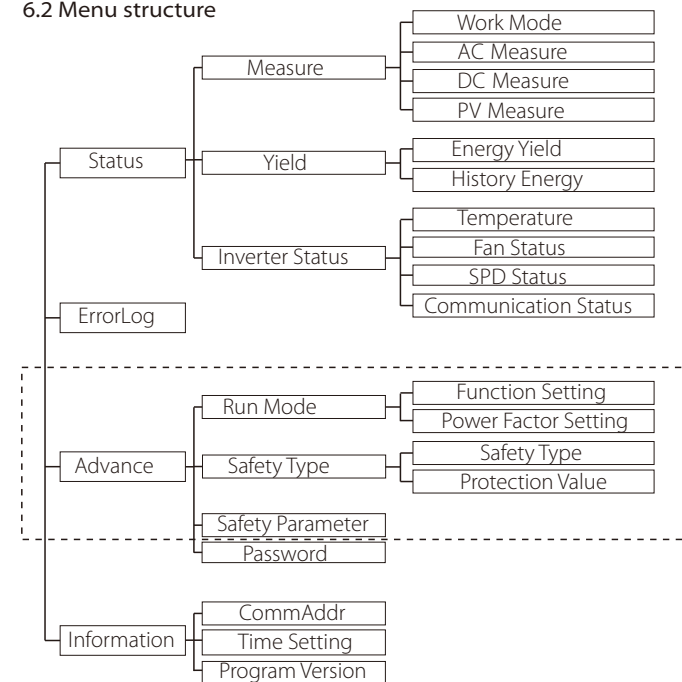 6.2 Menu structure
Status
Measure
Work Mode
AC Measure
DC Measure
PV Measure
Yield
Energy Yield
History Energy
Inverter Status
Temperature
Fan Status
SPD Status
Communication Status
ErrorLog
Advance
Run Mode
Function Setting
Power Factor Setting
Safety Type
Safety Type
Protection Value
Safety Parameter
Password
Information
CommAddr
Time Setting
Program Version